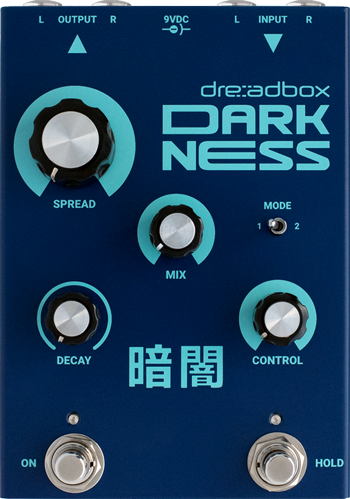 L OUTPUT R 9VDC L INPUT R
dre:adbox
DARK
NESS
SPREAD
MODE
1 2
MIX
DECAY
CONTROL
暗闇
ON
HOLD